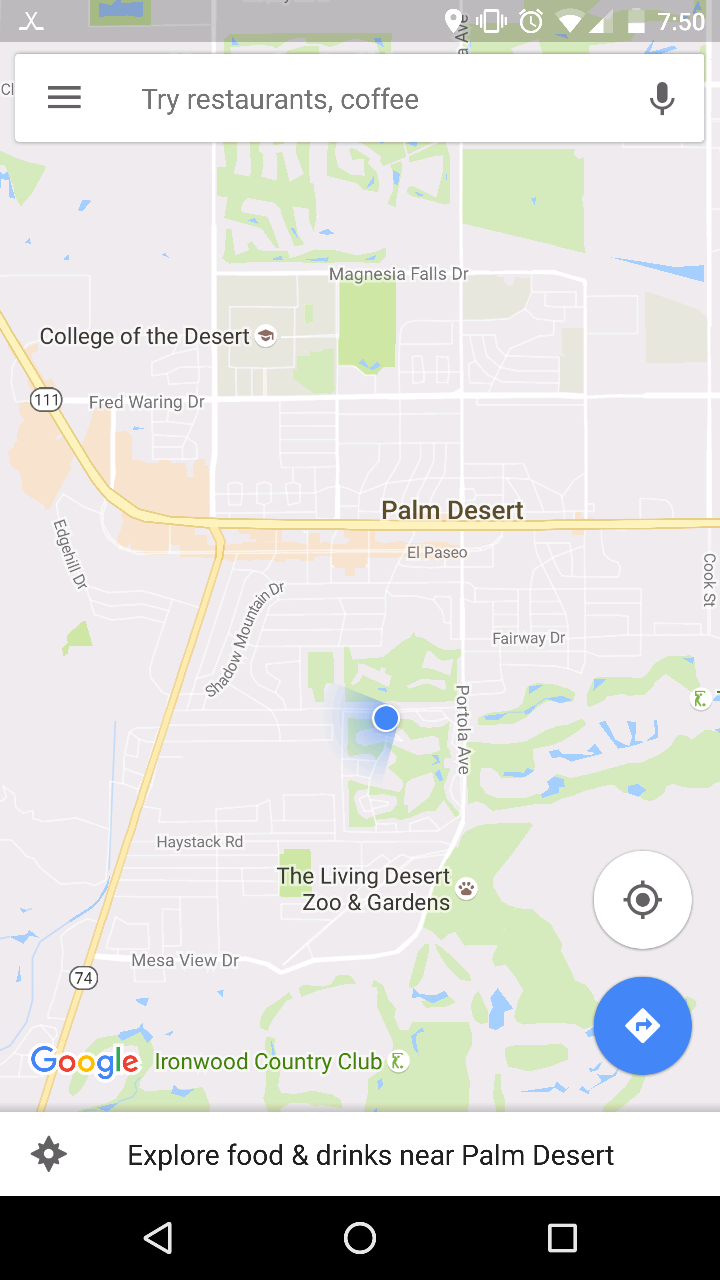 7:50
Try restaurants, coffee
Magnesia Falls Dr
College of the Desert
111
Fred Waring Dr
Palm Desert
El Paseo
Edgehill Dr
Cook St
Shadow Mountain Dr
Fairway Dr
Portola Ave
Haystack Rd
The Living Desert
Zoo & Gardens
Mesa View Dr
74
Google
Ironwood Country Club
Explore food & drinks near Palm Desert